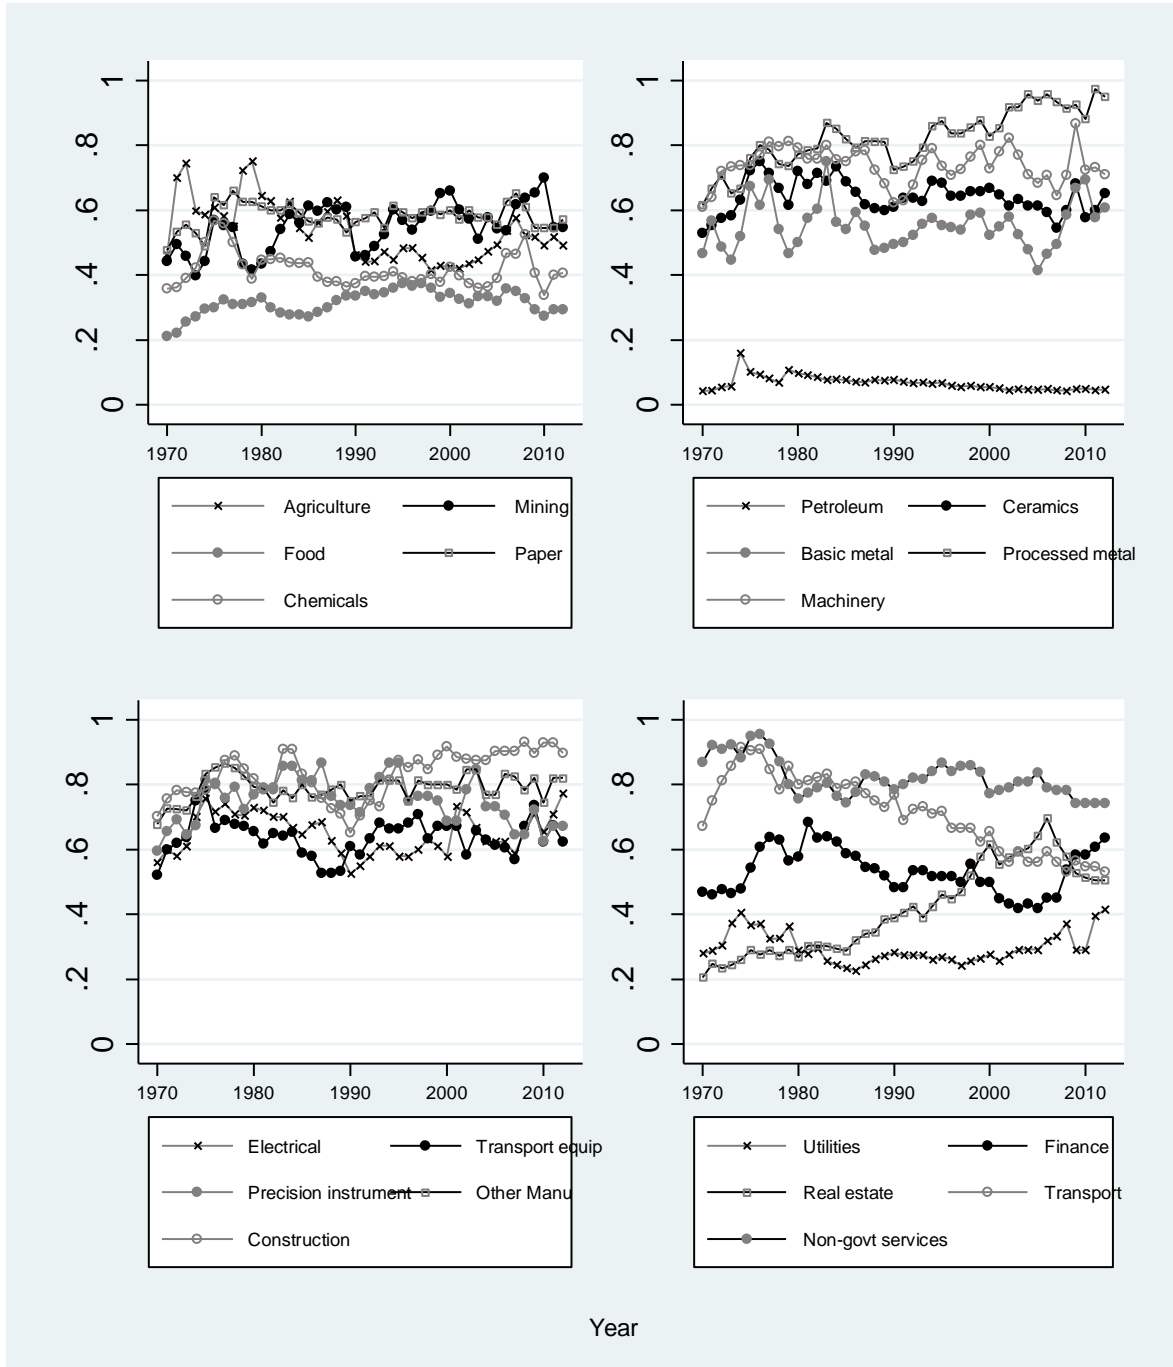 0 .2 .4 .6 .8 1
1970 1980 1990 2000 2010
Agriculture Mining
Food Paper
Chemicals
0 .2 .4 .6 .8 1
1970 1980 1990 2000 2010
Petroleum Ceramics
Basic metal Processed metal
Machinery
0 .2 .4 .6 .8 1
1970 1980 1990 2000 2010
Electrical Transport equip
Precision instrument Other Manu
Construction
0 .2 .4 .6 .8 1
1970 1980 1990 2000 2010
Utilities Finance
Real estate Transport
Non-govt services
Year